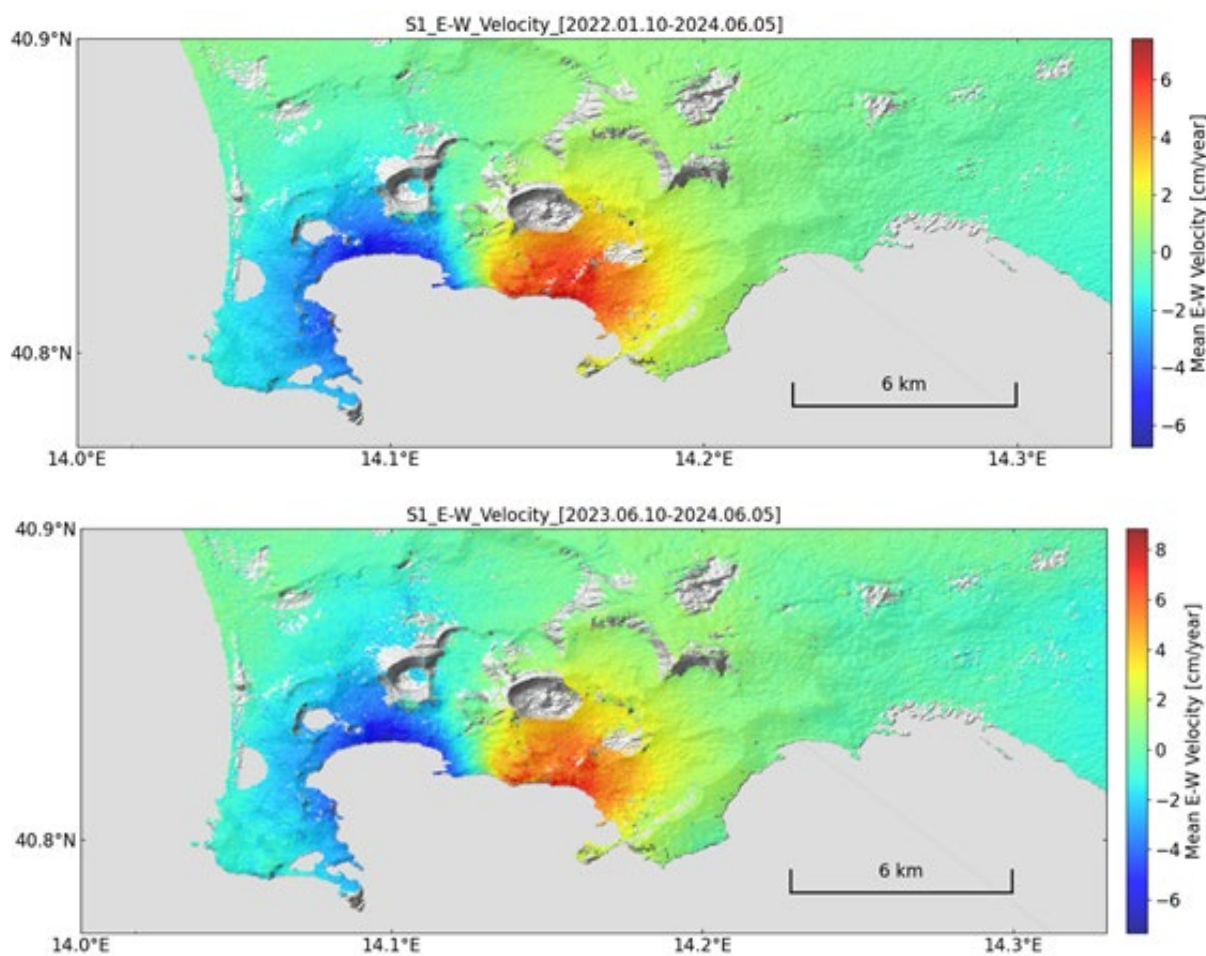 S1_E-W_Velocity_[2022.01.10-2024.06.05]
40.9°N
40.8°N
14.0°E
14.1°E
14.2°E
14.3°E
6 km
6
4
2
0
−2
−4
−6
Mean E-W Velocity [cm/year]
S1_E-W_Velocity_[2023.06.10-2024.06.05]
40.9°N
40.8°N
14.0°E
14.1°E
14.2°E
14.3°E
6 km
8
6
4
2
0
−2
−4
−6
Mean E-W Velocity [cm/year]